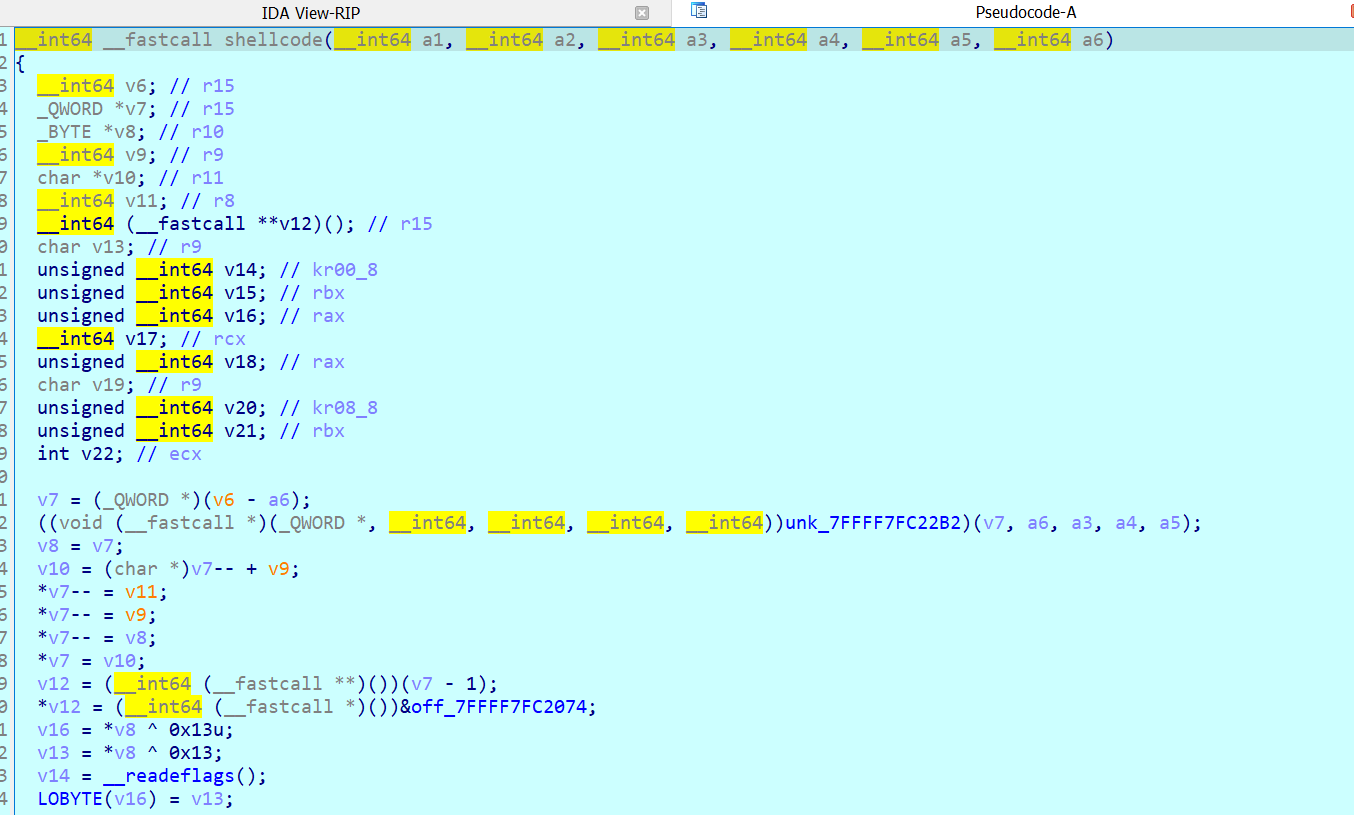 IDA View-RIP
Pseudocode-A
1 __int64 __fastcall shellcode(__int64 a1, __int64 a2, __int64 a3, __int64 a4, __int64 a5, __int64 a6)
2 {
3 __int64 v6; // r15
4 _QWORD *v7; // r15
5 _BYTE *v8; // r10
6 __int64 v9; // r9
7 char *v10; // r11
8 __int64 v11; // r8
9 __int64 (__fastcall **v12)(); // r15
0 char v13; // r9
1 unsigned __int64 v14; // kr00_8
2 unsigned __int64 v15; // rbx
3 unsigned __int64 v16; // rax
4 __int64 v17; // rcx
5 unsigned __int64 v18; // rax
6 char v19; // r9
7 unsigned __int64 v20; // kr08_8
8 unsigned __int64 v21; // rbx
9 int v22; // ecx
0
1 v7 = (_QWORD *)(v6 - a6);
2 ((void (__fastcall *)(_QWORD *, __int64, __int64, __int64, __int64))unk_7FFFF7FC22B2)(v7, a6, a3, a4, a5);
3 v8 = v7;
4 v10 = (char *)v7-- + v9;
5 *v7-- = v11;
6 *v7-- = v9;
7 *v7-- = v8;
8 *v7 = v10;
9 v12 = (__int64 (__fastcall **)())(v7 - 1);
0 *v12 = (__int64 (__fastcall *)())&off_7FFFF7FC2074;
1 v16 = *v8 ^ 0x13u;
2 v13 = *v8 ^ 0x13;
3 v14 = __readeflags();
4 LOBYTE(v16) = v13;